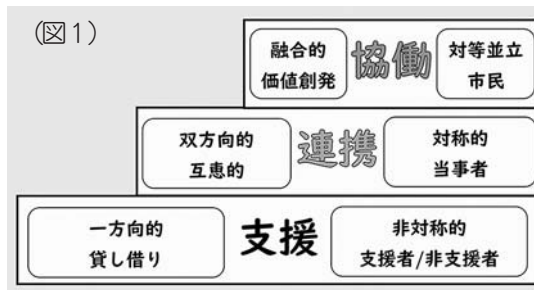 (図1)
融合的
価値創発
協働
対等並立
市民
双方向的
互恵的
連携
対称的
当事者
一方向的
貸し借り
支援
非対称的
支援者/非支援者